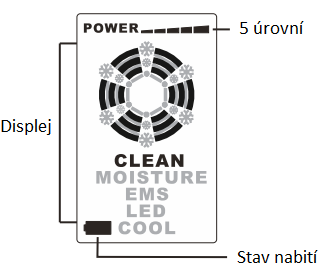 POWER
5 úrovní
Displej
CLEAN
MOISTURE
EMS
LED
COOL
Stav nabití